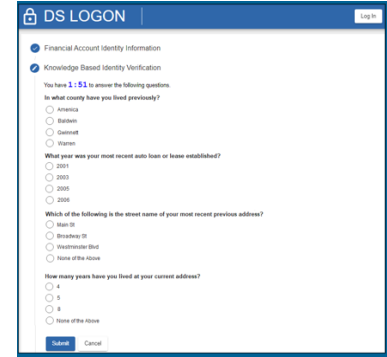 DS LOGON
Log In
Financial Account Identity Information
Knowledge Based Identity Verification
You have 1:51 to answer the following questions.
In what county have you lived previously?
America
Baldwin
Gwinnett
Warren
What year was your most recent auto loan or lease established?
2001
2003
2005
2006
Which of the following is the street name of your most recent previous address?
Main St
Broadway St
Westminster Blvd
None of the Above
How many years have you lived at your current address?
4
5
8
None of the Above
Submit Cancel